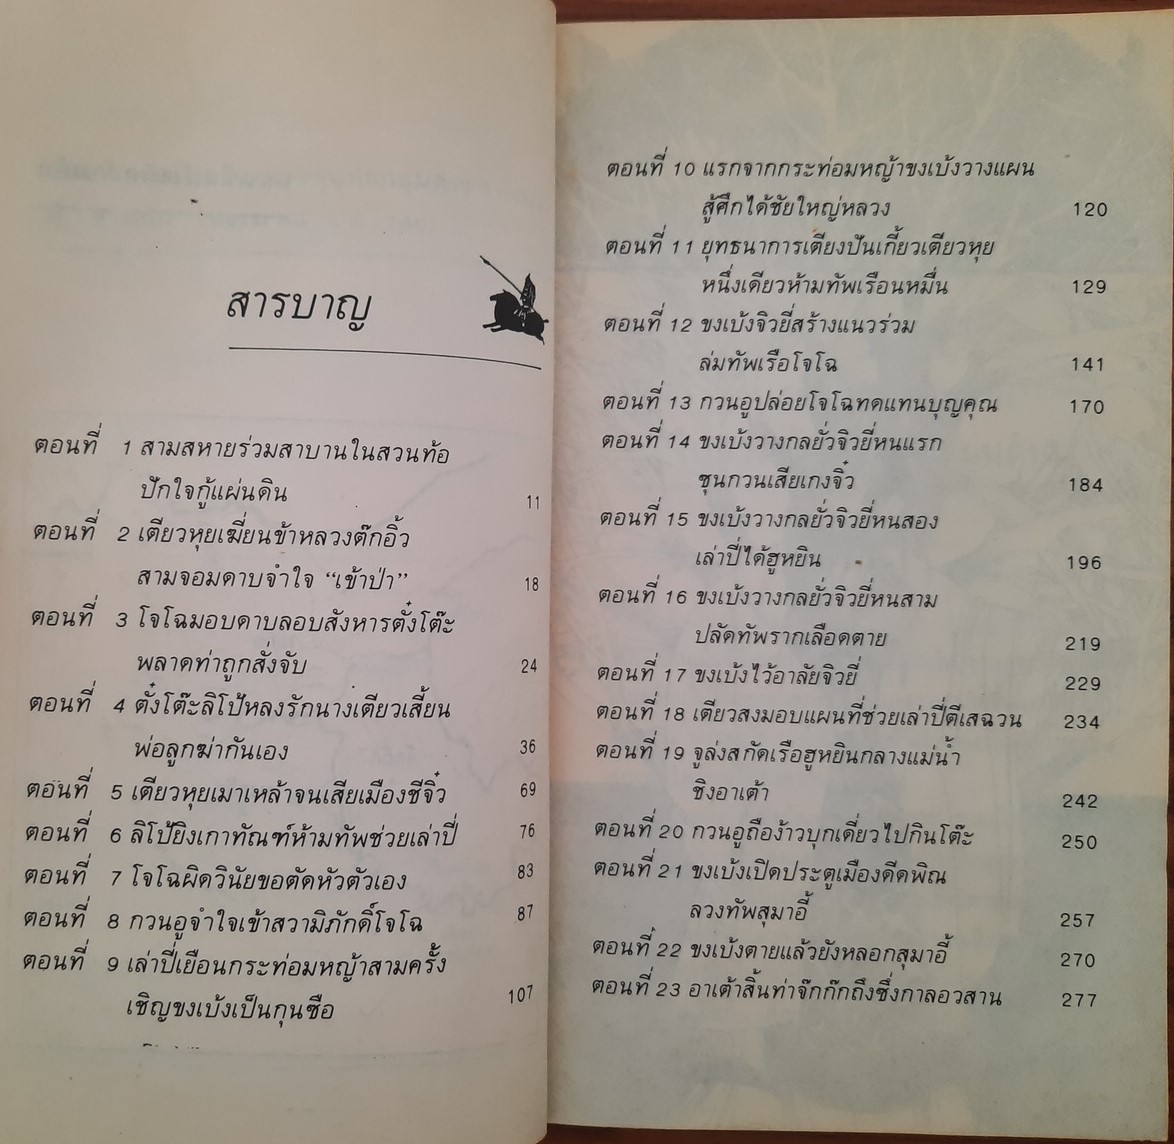 สารบาญ
ตอนที่ 1 สามสหายร่วมสาบานในสวนท้อ
ปักใจกู้แผ่นดิน 11
ตอนที่ 2 เตียวหุยเฆี่ยนข้าหลวงต๊กอิ้ว
สามจอมดาบจำใจ “เข้าป่า” 18
ตอนที่ 3 โจโฉมอบดาบลอบสังหารตั๋งโต๊ะ
พลาดท่าถูกสั่งจับ 24
ตอนที่ 4 ตั๋งโต๊ะลิโป้หลงรักนางเตียวเสี้ยน
พ่อลูกฆ่ากันเอง 36
ตอนที่ 5 เตียวหุยเมาเหล้าจนเสียเมืองชีจิ๋ว 69
ตอนที่ 6 ลิโป้ยิงเกาทัณฑ์ห้ามทัพช่วยเล่าปี่ 76
ตอนที่ 7 โจโฉผิดวินัยขอตัดหัวตัวเอง 83
ตอนที่ 8 กวนอูจำใจเข้าสวามิภักดิ์โจโฉ 87
ตอนที่ 9 เล่าปี่เยือนกระท่อมหญ้าสามครั้ง
เชิญขงเบ้งเป็นกุนซือ 107
ตอนที่ 10 แรกจากกระท่อมหญ้าขงเบ้งวางแผน
สู้ศึกได้ชัยใหญ่หลวง 120
ตอนที่ 11 ยุทธนาการเตียงปันเกี้ยวเตียวหุย
หนึ่งเดียวห้ามทัพเรือนหมื่น 129
ตอนที่ 12 ขงเบ้งจิวยี่สร้างแนวร่วม
ล่มทัพเรือโจโฉ 141
ตอนที่ 13 กวนอูปล่อยโจโฉทดแทนบุญคุณ 170
ตอนที่ 14 ขงเบ้งวางกลยั่วจิวยี่หนแรก
ซุนกวนเสียเกงจิ๋ว 184
ตอนที่ 15 ขงเบ้งวางกลยั่วจิวยี่หนสอง
เล่าปี่ได้ฮูหยิน 196
ตอนที่ 16 ขงเบ้งวางกลยั่วจิวยี่หนสาม
ปลัดทัพรากเลือดตาย 219
ตอนที่ 17 ขงเบ้งไว้อาลัยจิวยี่ 229
ตอนที่ 18 เตียวสงมอบแผนที่ช่วยเล่าปี่ตีเสฉวน 234
ตอนที่ 19 จูล่งสกัดเรือฮูหยินกลางแม่น้ำ
ชิงอาเต้า 242
ตอนที่ 20 กวนอูถือง้าวบุกเดี่ยวไปกินโต๊ะ 250
ตอนที่ 21 ขงเบ้งเปิดประตูเมืองดีดพิณ
ลวงทัพสุมาอี้ 257
ตอนที่ 22 ขงเบ้งตายแล้วยังหลอกสุมาอี้ 270
ตอนที่ 23 อาเต้าสิ้นท่าจ๊กก๊กถึงซึ่งกาลอวสาน 277